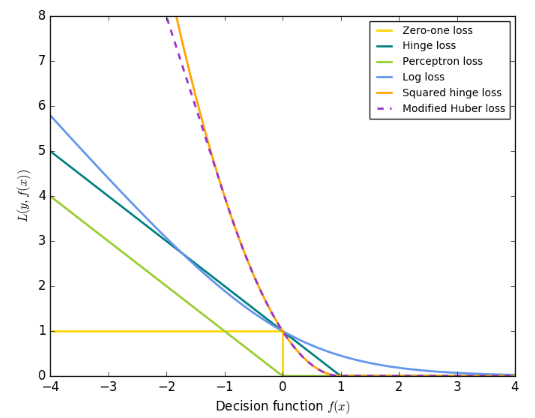 8
7
6
5
4
3
2
1
0
L(y, f(x))
Zero-one loss
Hinge loss
Perceptron loss
Log loss
Squared hinge loss
Modified Huber loss
−4 −3 −2 −1 0 1 2 3 4
Decision function f(x)